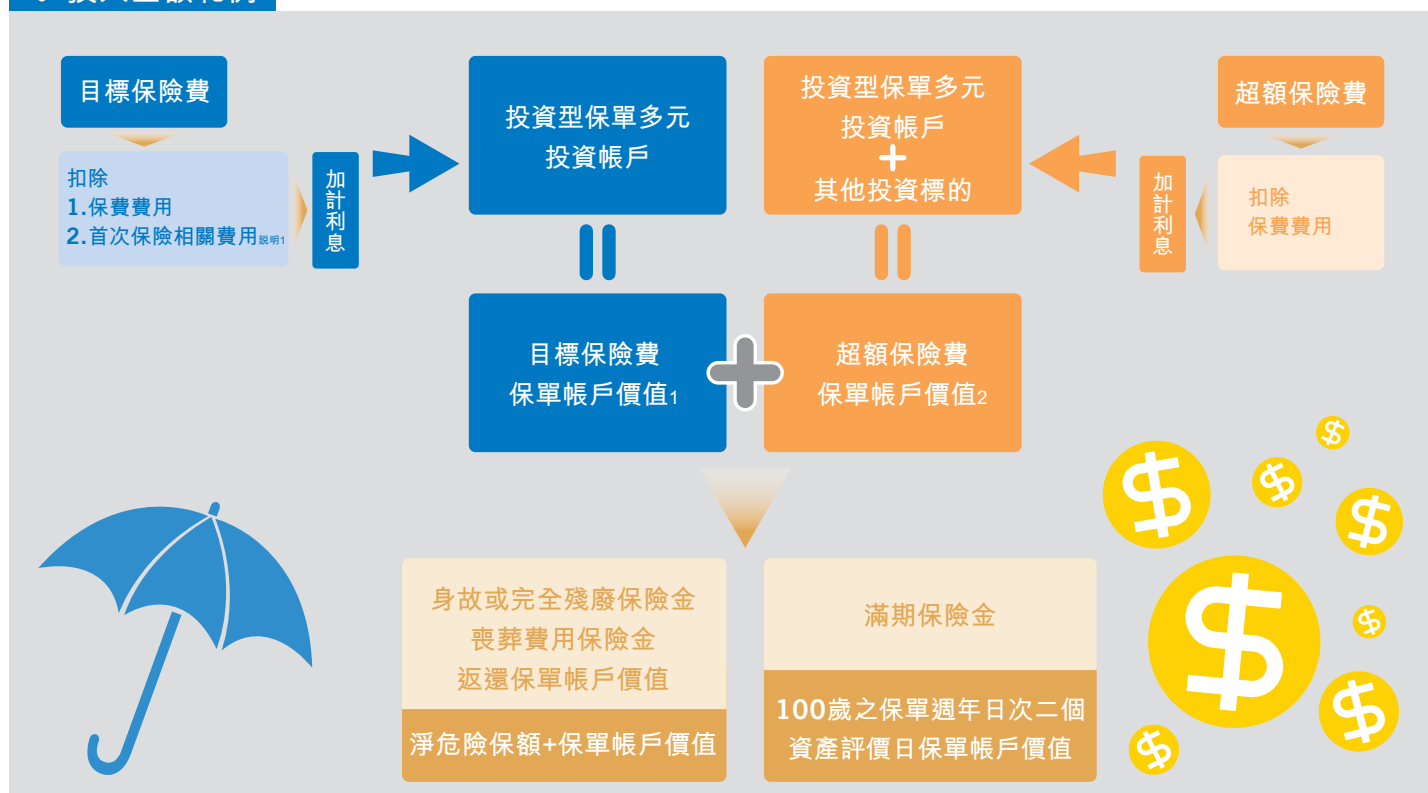 目標保險費
扣除
1.保費費用
2.首次保險相關費用說明1
加計利息
投資型保單多元
投資帳戶
投資型保單多元
投資帳戶
+
其他投資標的
加計利息
超額保險費
扣除
保費費用
目標保險費
保單帳戶價值1
超額保險費
保單帳戶價值2
身故或完全殘廢保險金
喪葬費用保險金
返還保單帳戶價值
淨危險保額+保單帳戶價值
滿期保險金
100歲之保單週年日次二個
資產評價日保單帳戶價值